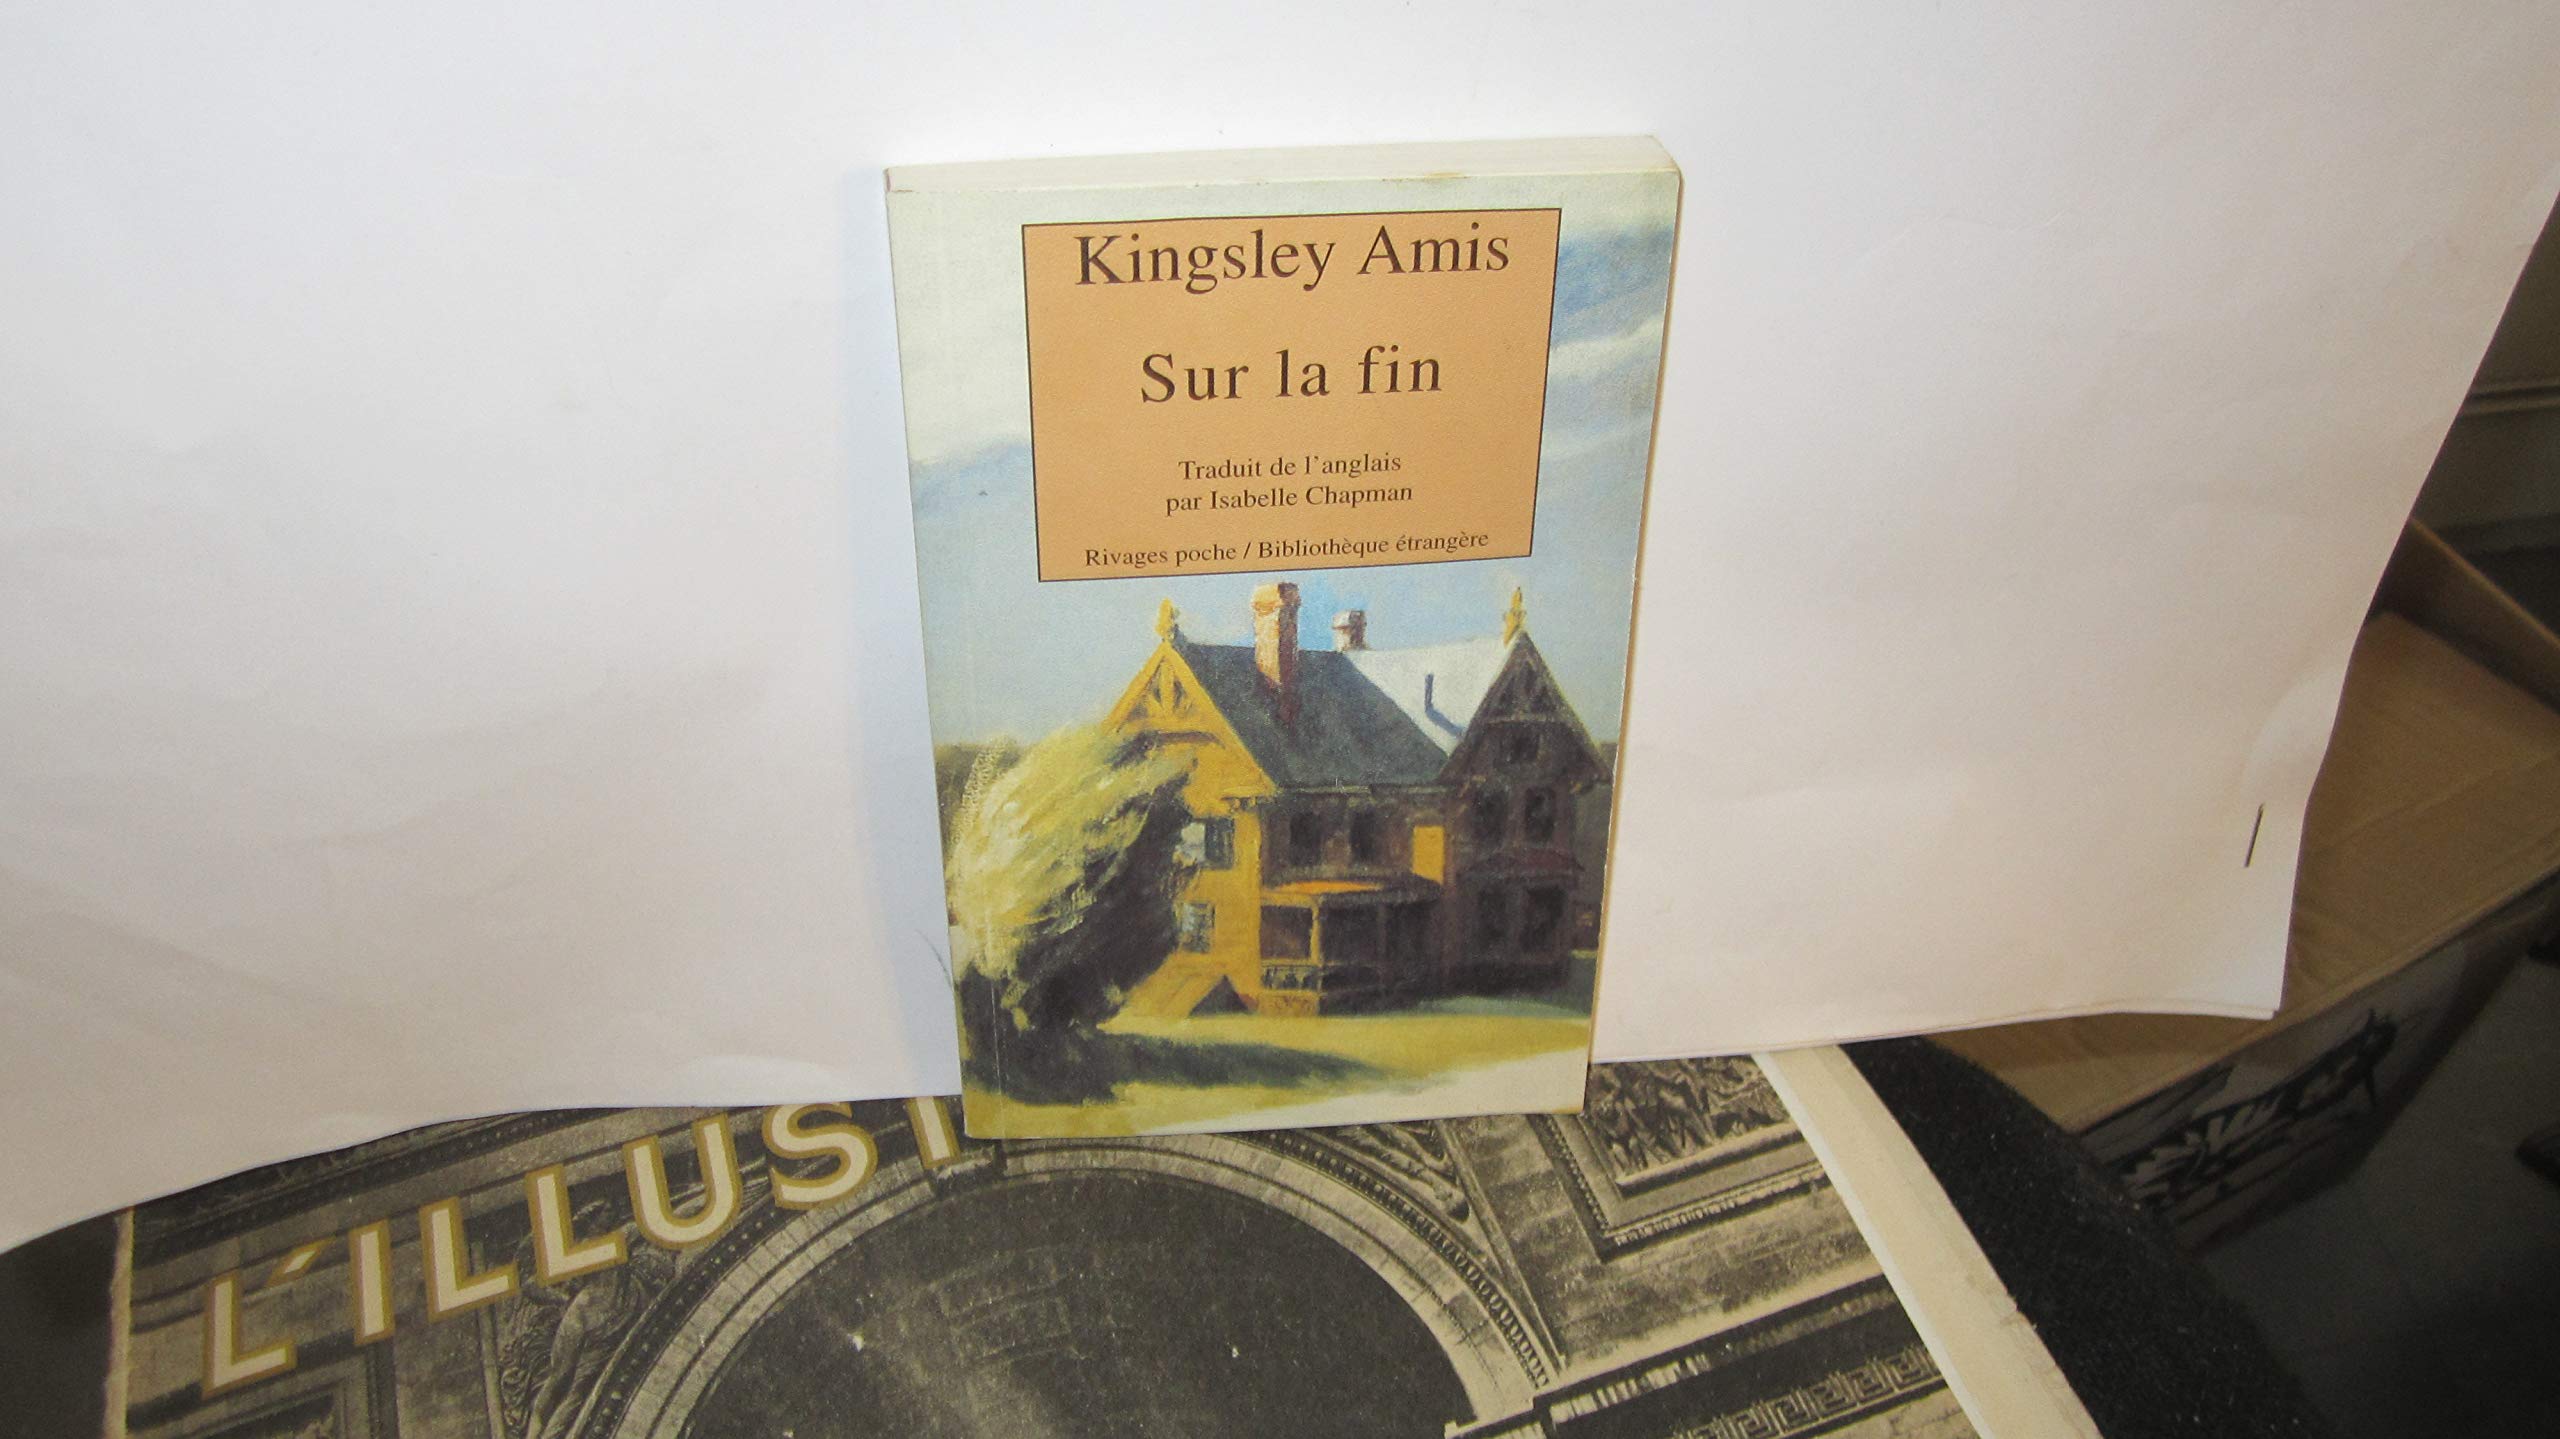 Kingsley Amis
Sur la fin
Traduit de l'anglais
par Isabelle Chapman
Rivages poche / Bibliothèque étrangère
L'ILLUST